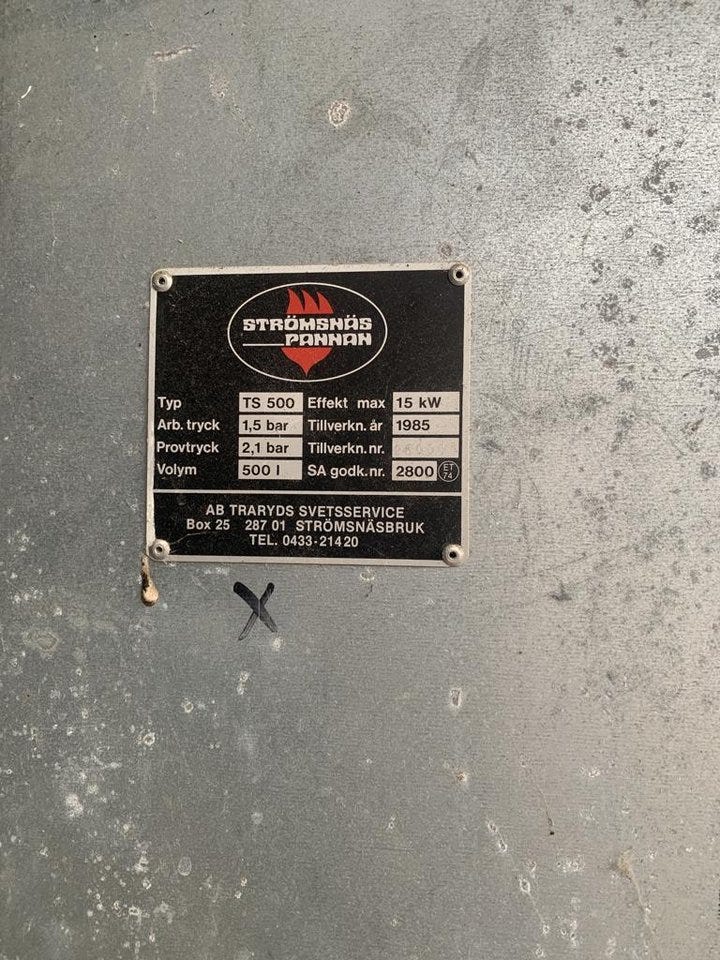 STRÖMSNÄS
PANNAN
Typ TS 500 Effekt max 15 kW
Arb. tryck 1,5 bar Tillverkn. år 1985
Provtryck 2,1 bar Tillverkn. nr.
Volym 500 l SA godk. nr. 2800 ET 74
AB TRARYDS SVETSSERVICE
Box 25 287 01 STRÖMSNÄSBRUK
TEL. 0433-21420
X